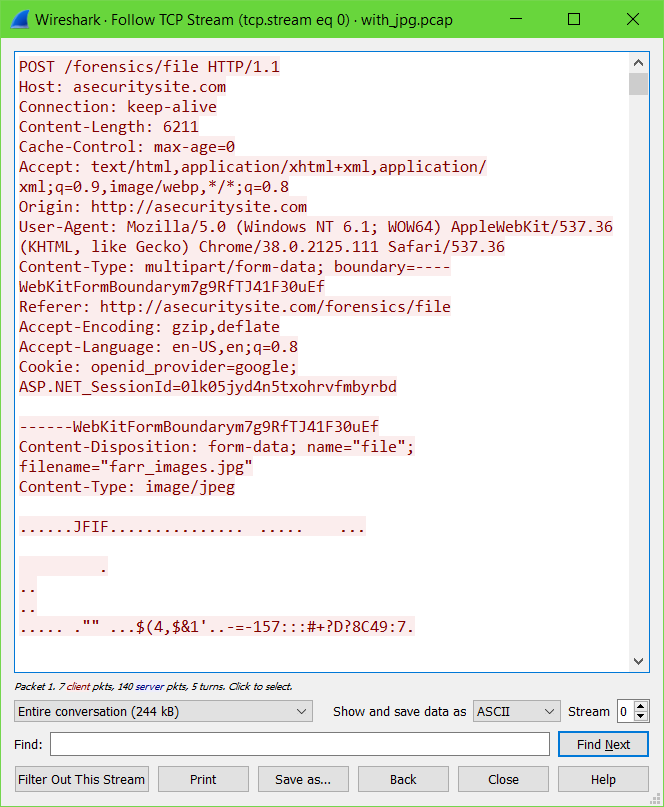 Wireshark · Follow TCP Stream (tcp.stream eq 0) · with_jpg.pcap
POST /forensics/file HTTP/1.1
Host: asecuritysite.com
Connection: keep-alive
Content-Length: 6211
Cache-Control: max-age=0
Accept: text/html,application/xhtml+xml,application/
xml;q=0.9,image/webp,*/*;q=0.8
Origin: http://asecuritysite.com
User-Agent: Mozilla/5.0 (Windows NT 6.1; WOW64) AppleWebKit/537.36
(KHTML, like Gecko) Chrome/38.0.2125.111 Safari/537.36
Content-Type: multipart/form-data; boundary=----
WebKitFormBoundarym7g9RfTJ41F30uEf
Referer: http://asecuritysite.com/forensics/file
Accept-Encoding: gzip,deflate
Accept-Language: en-US,en;q=0.8
Cookie: openid_provider=google;
ASP.NET_SessionId=0lk05jyd4n5txohrvfmbyrbd
------WebKitFormBoundarym7g9RfTJ41F30uEf
Content-Disposition: form-data; name="file";
filename="farr_images.jpg"
Content-Type: image/jpeg
......JFIF............... .....    ...
.
..
..
..... ."" ...$(4,$&1'..-=-157:::#+?D?8C49:7.
Packet 1. 7 client pkts, 140 server pkts, 5 turns. Click to select.
Entire conversation (244 kB) Show and save data as ASCII Stream 0
Find: Find Next
Filter Out This Stream Print Save as... Back Close Help